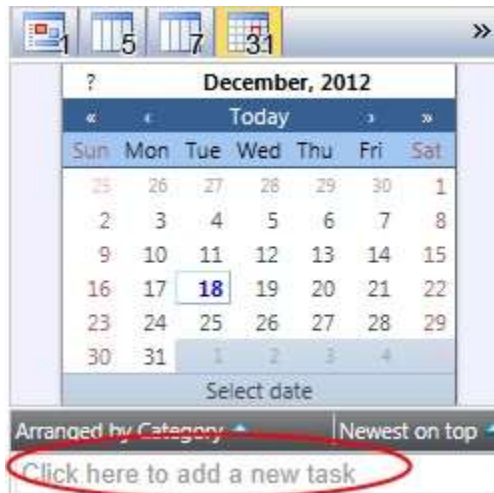 1 5 7 31 »
? December, 2012
« ‹ Today › »
Sun Mon Tue Wed Thu Fri Sat
25 26 27 28 29 30 1
2 3 4 5 6 7 8
9 10 11 12 13 14 15
16 17 18 19 20 21 22
23 24 25 26 27 28 29
30 31 1 2 3 4
Select date
Arranged by Category Newest on top
Click here to add a new task